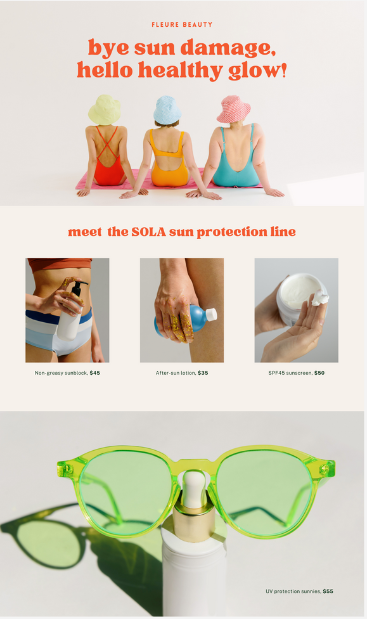 FLEURE BEAUTY
bye sun damage,
hello healthy glow!
meet the SOLA sun protection line
Non-greasy sunblock, $45
After-sun lotion, $35
SPF45 sunscreen, $50
UV protection sunnies, $55